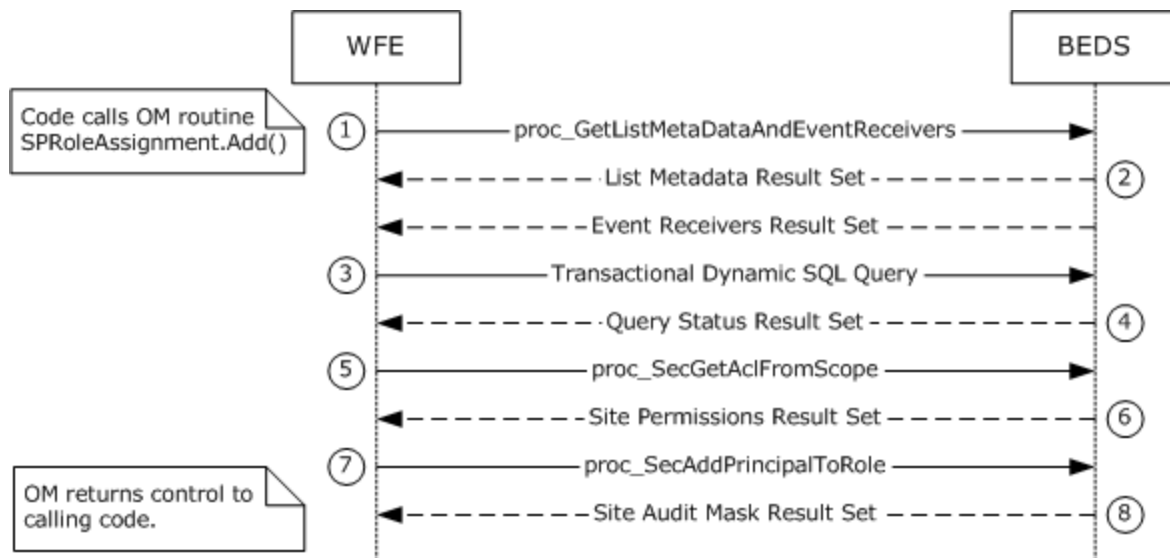 WFE
BEDS
Code calls OM routine
SPRoleAssignment.Add()
1
proc_GetListMetaDataAndEventReceivers
List Metadata Result Set
2
Event Receivers Result Set
3
Transactional Dynamic SQL Query
Query Status Result Set
4
5
proc_SecGetAclFromScope
Site Permissions Result Set
6
7
proc_SecAddPrincipalToRole
OM returns control to
calling code.
Site Audit Mask Result Set
8